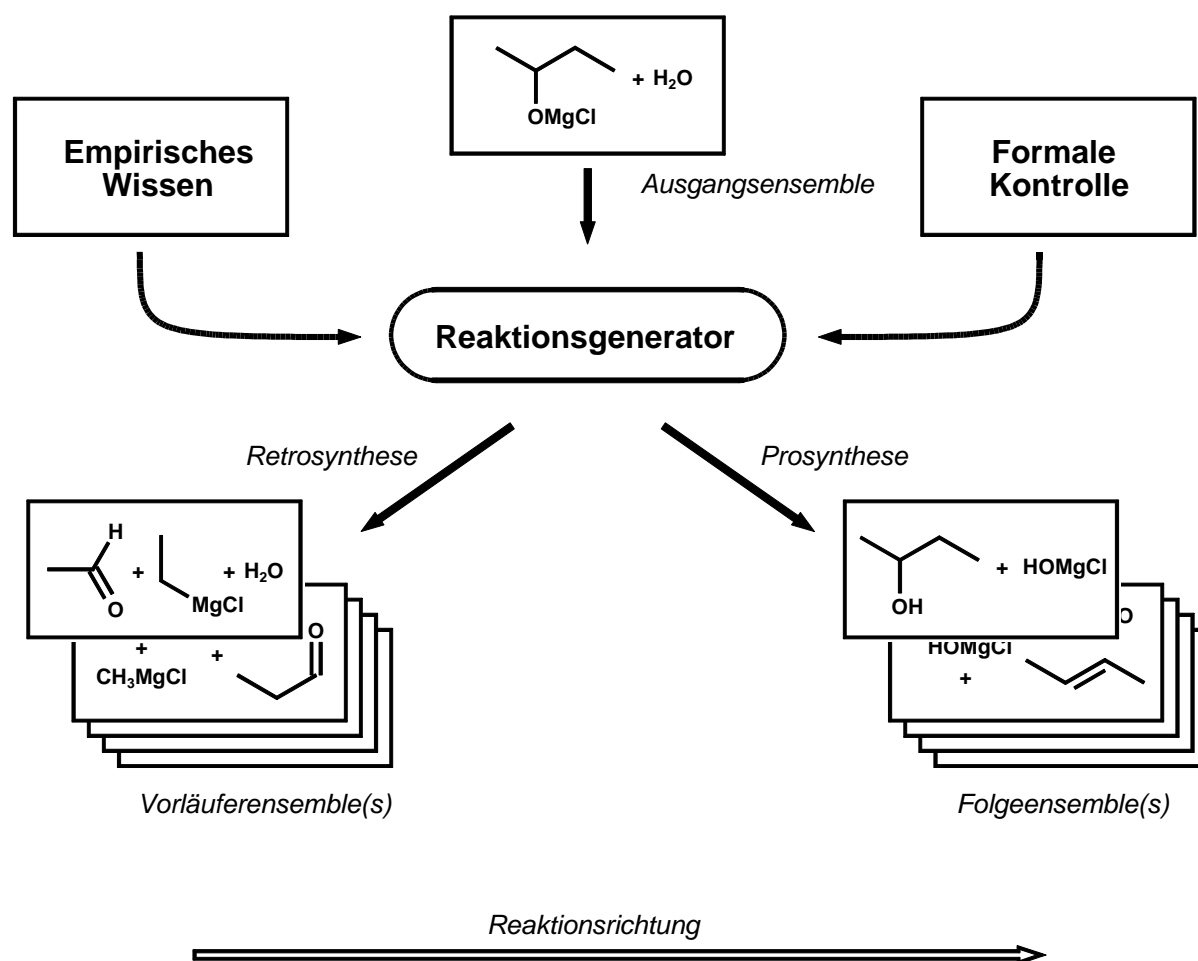 + H₂O
OMgCl
Empirisches
Wissen
Formale
Kontrolle
Ausgangsensemble
Reaktionsgenerator
Retrosynthese
Prosynthese
H
O
+
MgCl
+ H₂O
O
+
CH₃MgCl
+
OH
+ HOMgCl
O
HOMgCl
+
Vorläuferensemble(s)
Folgeensemble(s)
Reaktionsrichtung